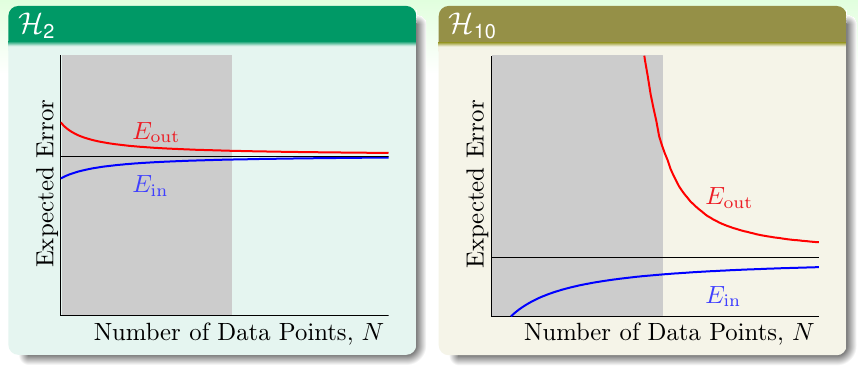 H₂
Expected Error
E_out
E_in
Number of Data Points, N
H₁₀
Expected Error
E_out
E_in
Number of Data Points, N